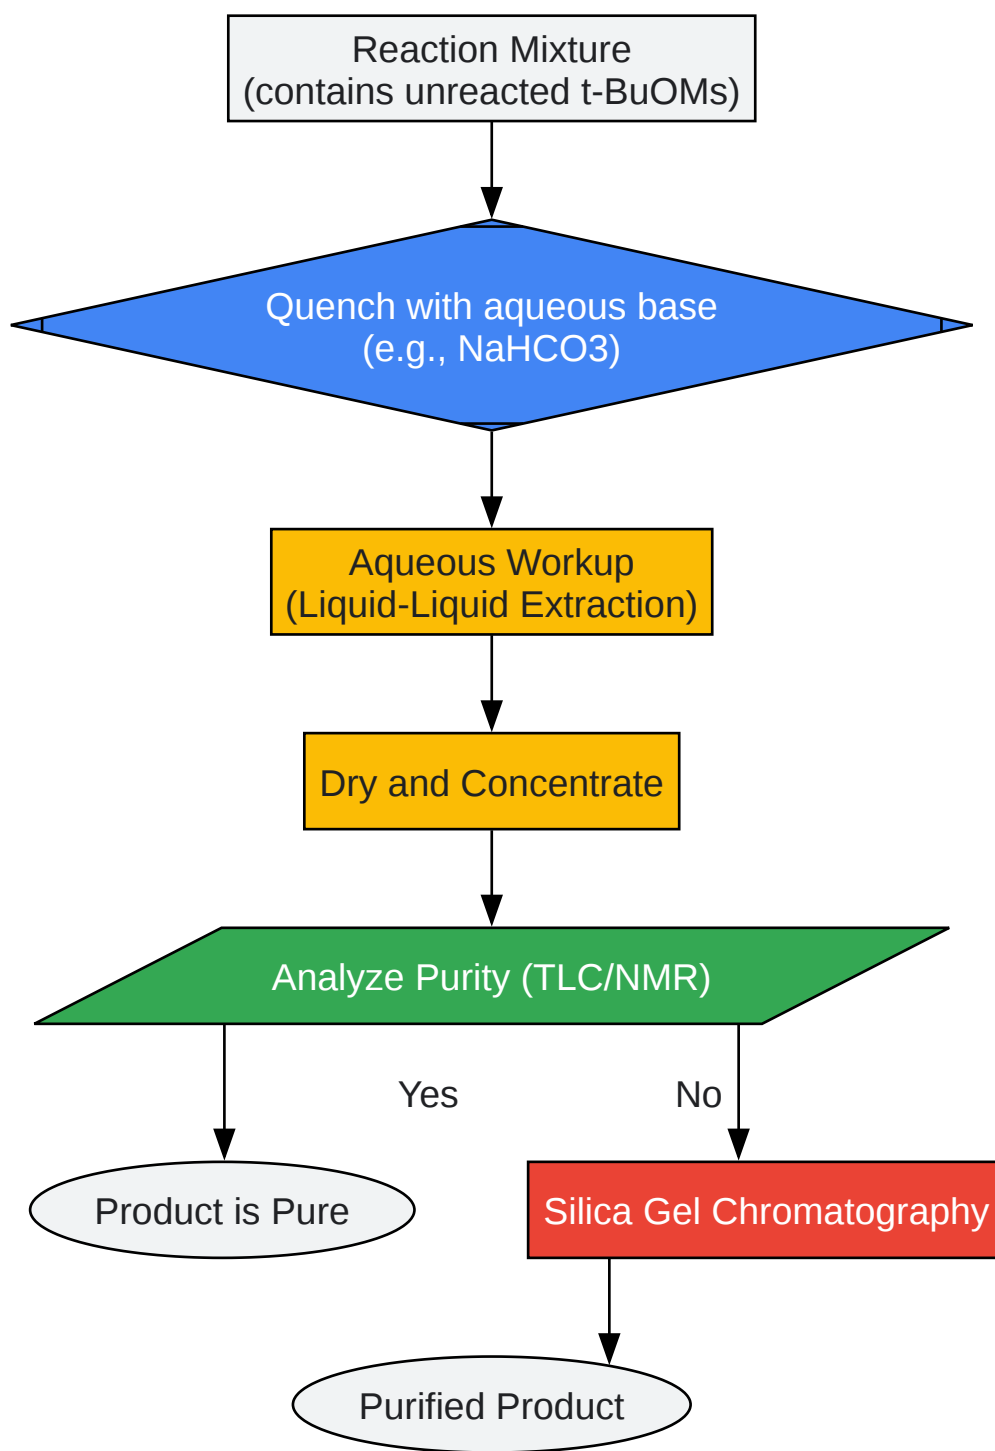 Reaction Mixture
(contains unreacted t-BuOMs)
Quench with aqueous base
(e.g., NaHCO3)
Aqueous Workup
(Liquid-Liquid Extraction)
Dry and Concentrate
Analyze Purity (TLC/NMR)
Yes
No
Product is Pure
Silica Gel Chromatography
Purified Product